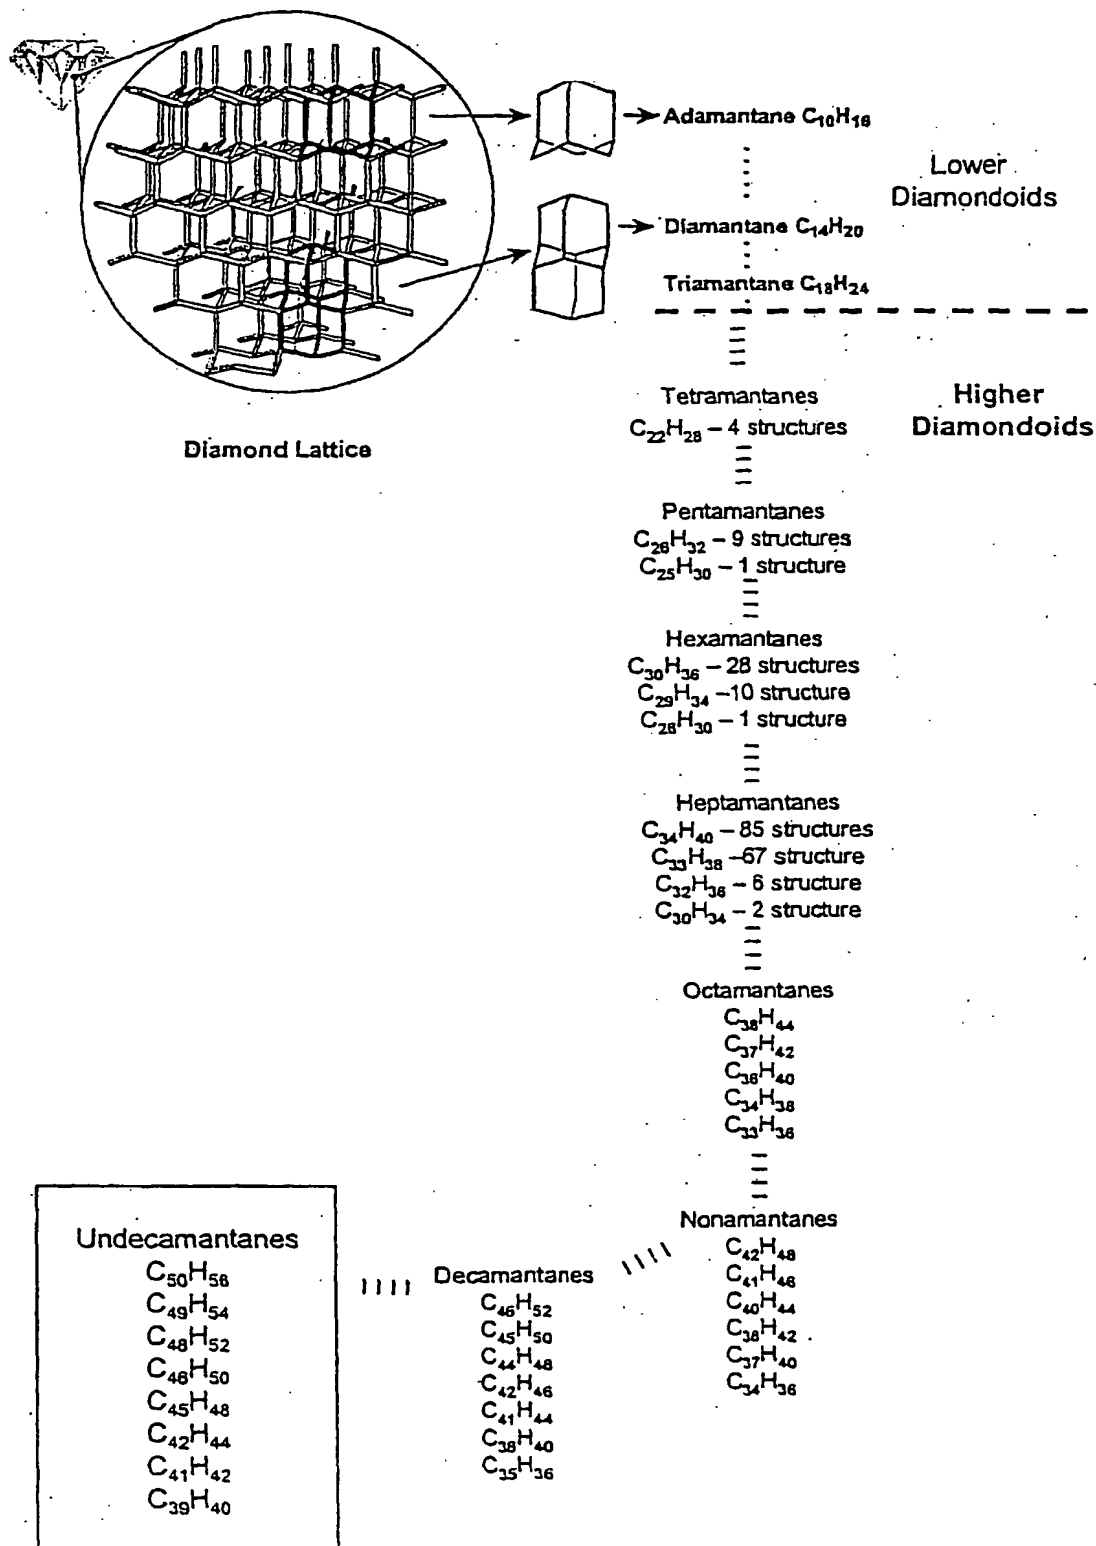 Adamantane C₁₀H₁₆
Lower
Diamondoids
Diamantane C₁₄H₂₀
Triamantane C₁₈H₂₄
Diamond Lattice
Higher
Diamondoids
Tetramantanes
C₂₂H₂₈ – 4 structures
Pentamantanes
C₂₆H₃₂ – 9 structures
C₂₅H₃₀ – 1 structure
Hexamantanes
C₃₀H₃₆ – 28 structures
C₂₉H₃₄ –10 structure
C₂₆H₃₀ – 1 structure
Heptamantanes
C₃₄H₄₀ – 85 structures
C₃₃H₃₈ –67 structure
C₃₂H₃₆ – 6 structure
C₃₀H₃₄ – 2 structure
Octamantanes
C₃₈H₄₄
C₃₇H₄₂
C₃₆H₄₀
C₃₄H₃₈
C₃₃H₃₆
Nonamantanes
C₄₂H₄₈
C₄₁H₄₆
C₄₀H₄₄
C₃₈H₄₂
C₃₇H₄₀
C₃₄H₃₆
Decamantanes
C₄₆H₅₂
C₄₅H₅₀
C₄₄H₄₈
C₄₂H₄₆
C₄₁H₄₄
C₃₈H₄₀
C₃₅H₃₆
Undecamantanes
C₅₀H₅₆
C₄₉H₅₄
C₄₈H₅₂
C₄₆H₅₀
C₄₅H₄₈
C₄₂H₄₄
C₄₁H₄₂
C₃₉H₄₀